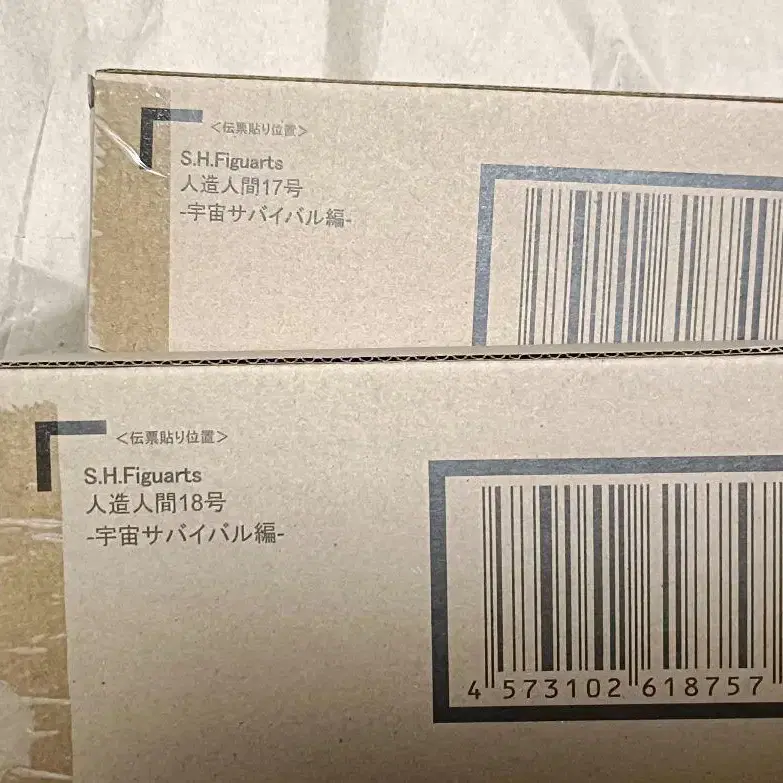 <伝票貼り位置>
S.H.Figuarts
人造人間17号
-宇宙サバイバル編-
<伝票貼り位置>
S.H.Figuarts
人造人間18号
-宇宙サバイバル編-
4 573102 618757